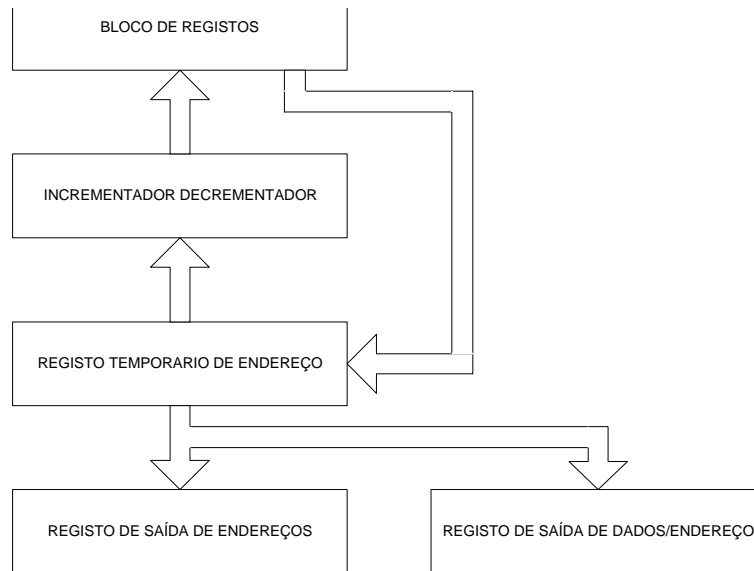 BLOCO DE REGISTOS
INCREMENTADOR DECREMENTADOR
REGISTO TEMPORARIO DE ENDEREÇO
REGISTO DE SAÍDA DE ENDEREÇOS
REGISTO DE SAÍDA DE DADOS/ENDEREÇO